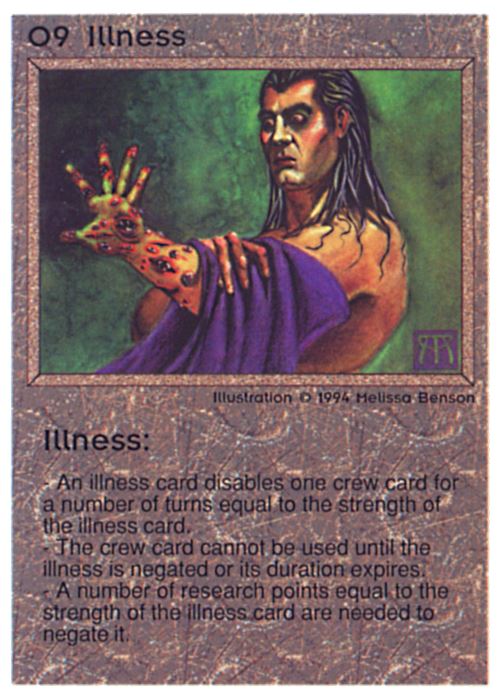 09 Illness
Illustration © 1994 Melissa Benson
Illness:
- An illness card disables one crew card for
a number of turns equal to the strength of
the illness card.
- The crew card cannot be used until the
illness is negated or its duration expires.
- A number of research points equal to the
strength of the illness card are needed to
negate it.